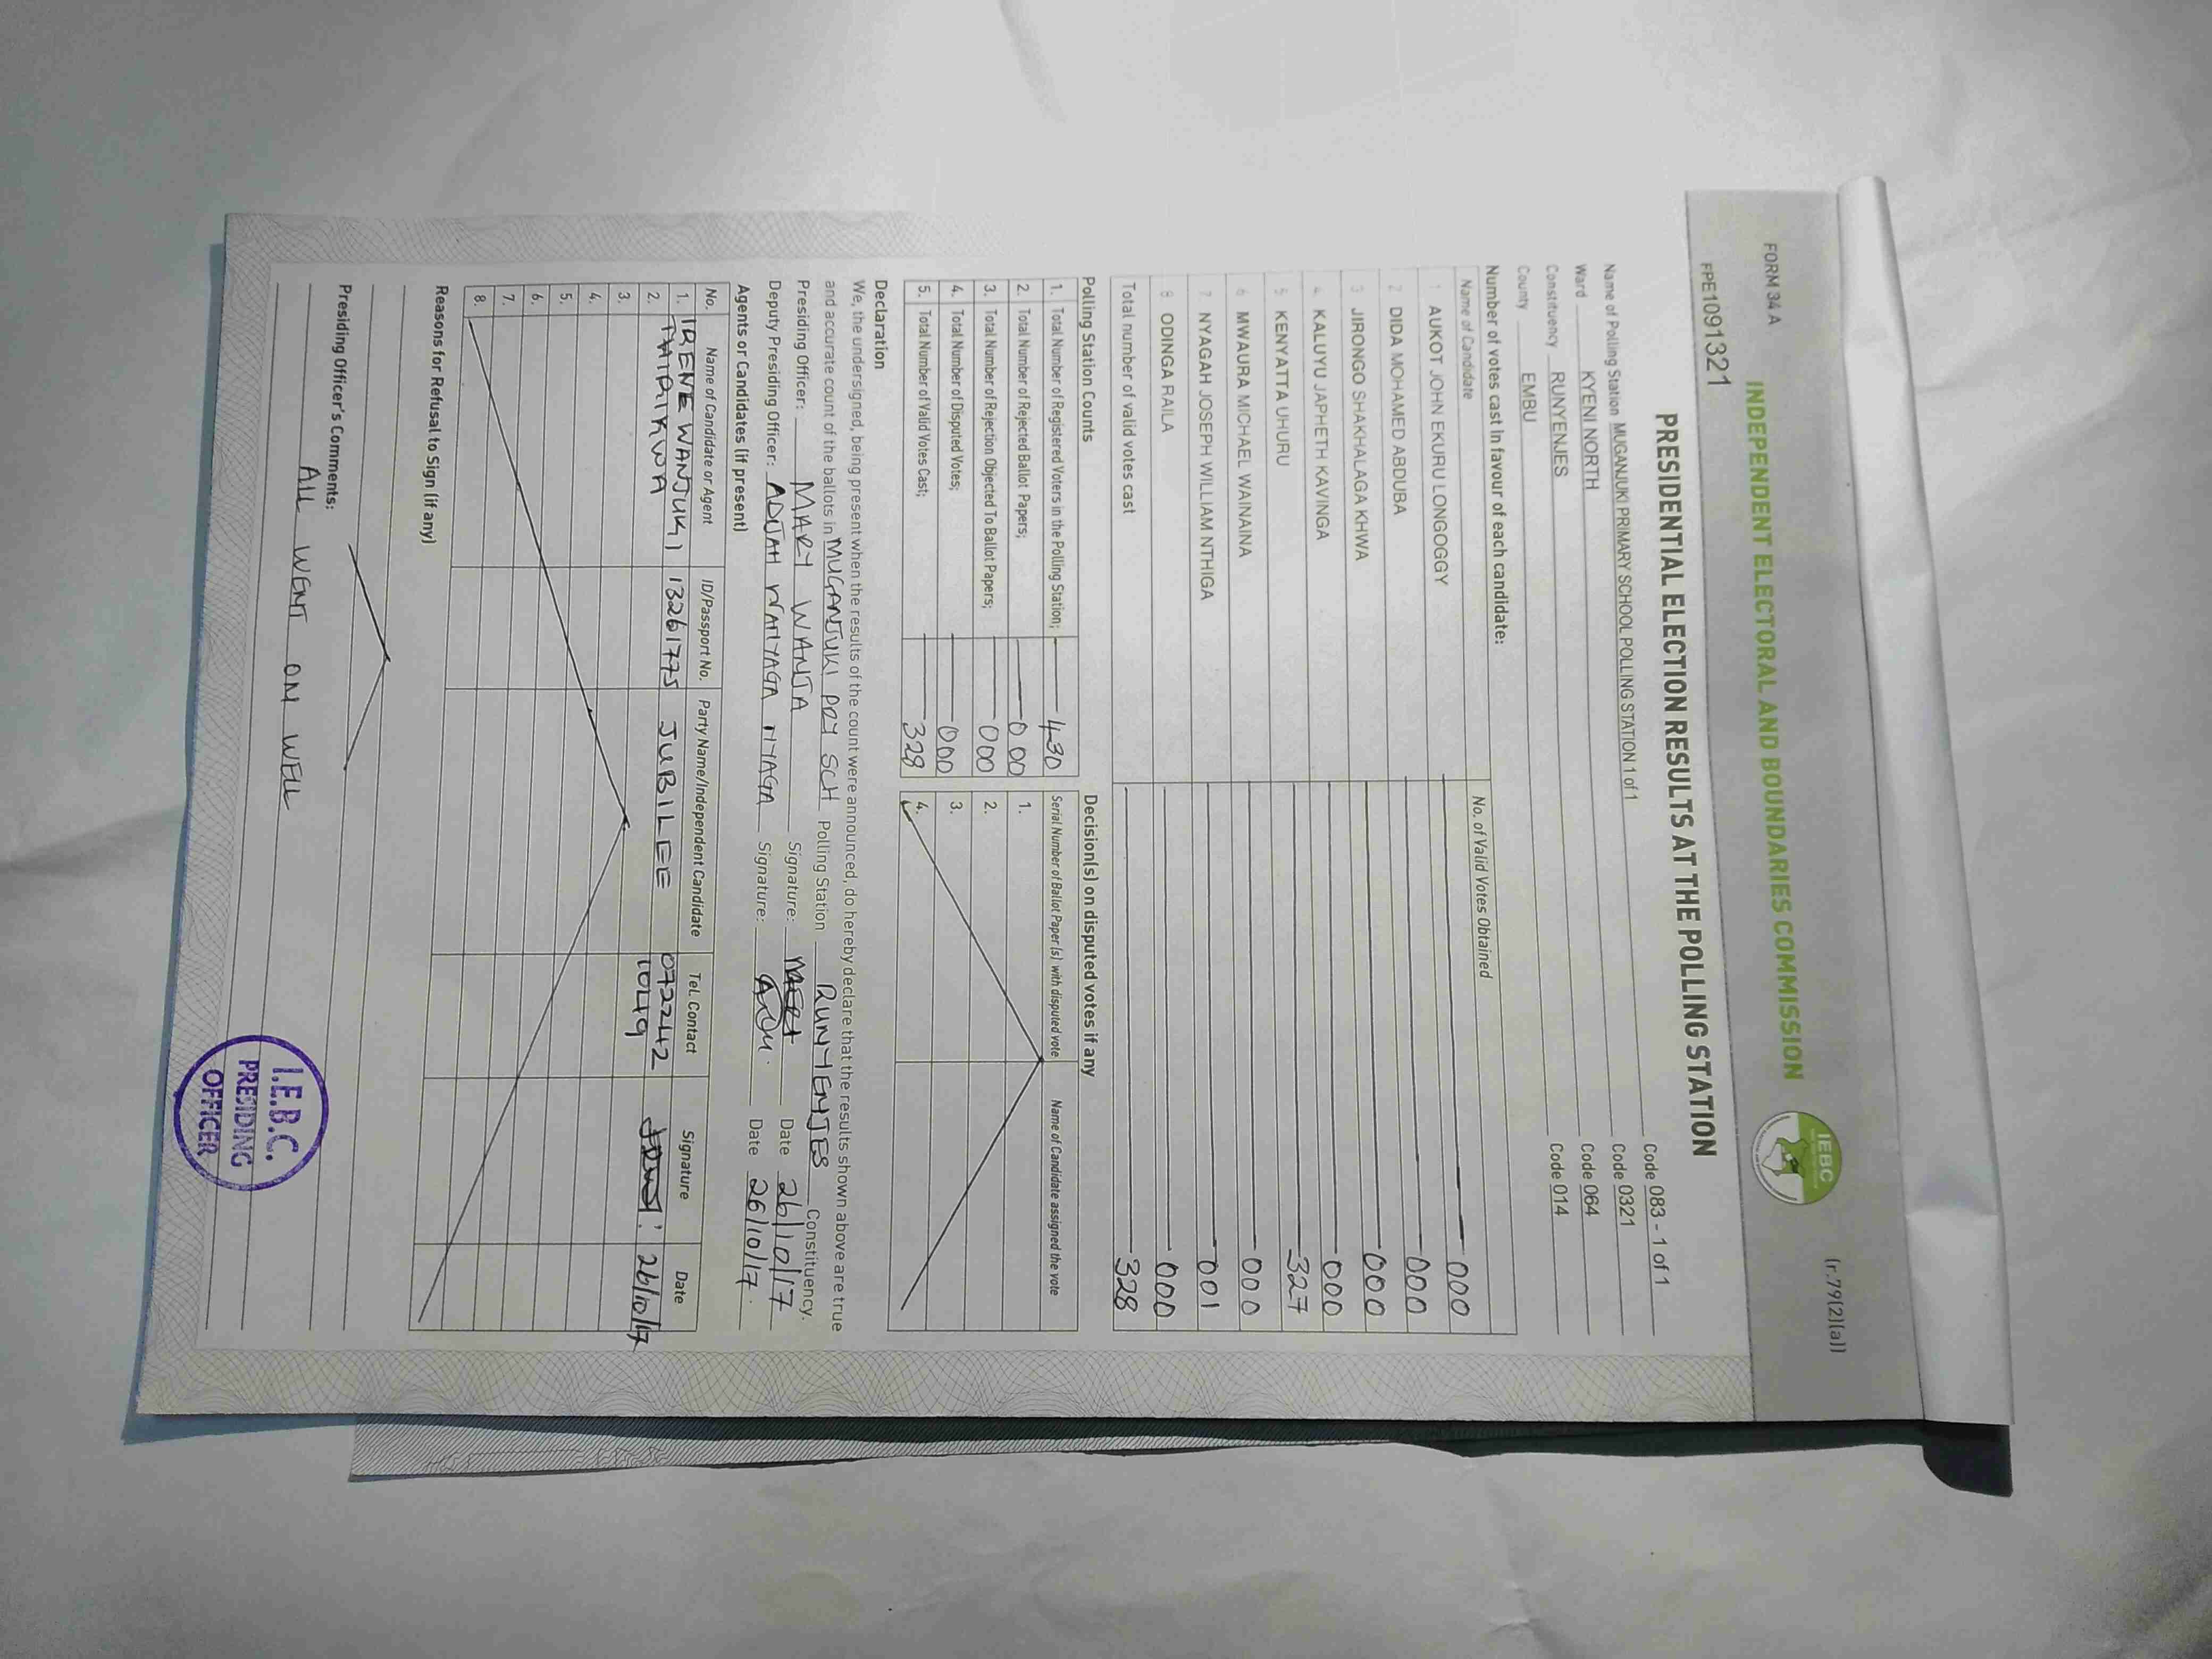 FORM 34 A
(r.79(2)(a))
INDEPENDENT ELECTORAL AND BOUNDARIES COMMISSION
IEBC
FPE1091321
PRESIDENTIAL ELECTION RESULTS AT THE POLLING STATION
Name of Polling Station MUGANJUKI PRIMARY SCHOOL POLLING STATION 1 of 1 Code 083 - 1 of 1
Ward KYENI NORTH Code 0321
Constituency RUNYENJES Code 064
County EMBU Code 014
Number of votes cast in favour of each candidate:
Name of Candidate No. of Valid Votes Obtained
1 AUKOT JOHN EKURU LONGOGGY 000
2 DIDA MOHAMED ABDUBA 000
3 JIRONGO SHAKHALAGA KHWA 000
4 KALUYU JAPHETH KAVINGA 000
5 KENYATTA UHURU 327
6 MWAURA MICHAEL WAINAINA 000
7 NYAGAH JOSEPH WILLIAM NTHIGA 001
8 ODINGA RAILA 000
Total number of valid votes cast 328
Polling Station Counts
1. Total Number of Registered Voters in the Polling Station; 430
2. Total Number of Rejected Ballot Papers; 000
3. Total Number of Rejection Objected To Ballot Papers; 000
4. Total Number of Disputed Votes; 000
5. Total Number of Valid Votes Cast; 328
Decision(s) on disputed votes if any
Serial Number of Ballot Paper (s) with disputed vote Name of Candidate assigned the vote
1.
2.
3.
4.
Declaration
We, the undersigned, being present when the results of the count were announced, do hereby declare that the results shown above are true
and accurate count of the ballots in MUGANJUKI PRY SCH Polling Station RUNYENJES Constituency.
Presiding Officer: MARY WANJA Signature: Date 26/10/17
Deputy Presiding Officer: Signature: Date 26/10/17.
Agents or Candidates (if present)
No. Name of Candidate or Agent ID/Passport No. Party Name/Independent Candidate Tel. Contact Signature Date
1. IRENE WANJUKI 13261775 JUBILEE 0722242
2. THIRIKWA 1049 26/10/17
3.
4.
5.
6.
7.
8.
Reasons for Refusal to Sign (if any)
Presiding Officer's Comments:
ALL WENT ON WELL
I.E.B.C.
PRESIDING
OFFICER